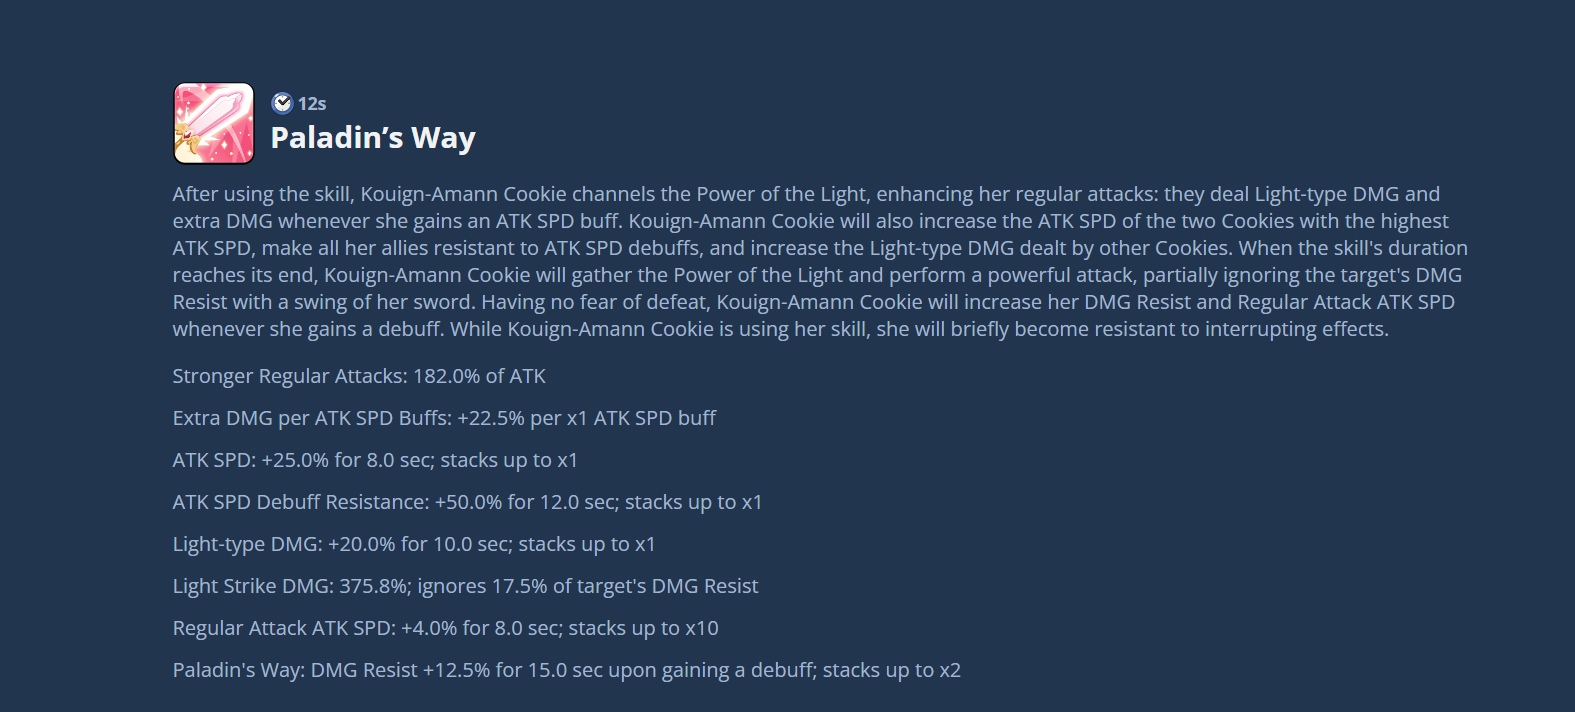 12s
Paladin’s Way
After using the skill, Kouign-Amann Cookie channels the Power of the Light, enhancing her regular attacks: they deal Light-type DMG and
extra DMG whenever she gains an ATK SPD buff. Kouign-Amann Cookie will also increase the ATK SPD of the two Cookies with the highest
ATK SPD, make all her allies resistant to ATK SPD debuffs, and increase the Light-type DMG dealt by other Cookies. When the skill's duration
reaches its end, Kouign-Amann Cookie will gather the Power of the Light and perform a powerful attack, partially ignoring the target's DMG
Resist with a swing of her sword. Having no fear of defeat, Kouign-Amann Cookie will increase her DMG Resist and Regular Attack ATK SPD
whenever she gains a debuff. While Kouign-Amann Cookie is using her skill, she will briefly become resistant to interrupting effects.
Stronger Regular Attacks: 182.0% of ATK
Extra DMG per ATK SPD Buffs: +22.5% per x1 ATK SPD buff
ATK SPD: +25.0% for 8.0 sec; stacks up to x1
ATK SPD Debuff Resistance: +50.0% for 12.0 sec; stacks up to x1
Light-type DMG: +20.0% for 10.0 sec; stacks up to x1
Light Strike DMG: 375.8%; ignores 17.5% of target's DMG Resist
Regular Attack ATK SPD: +4.0% for 8.0 sec; stacks up to x10
Paladin's Way: DMG Resist +12.5% for 15.0 sec upon gaining a debuff; stacks up to x2